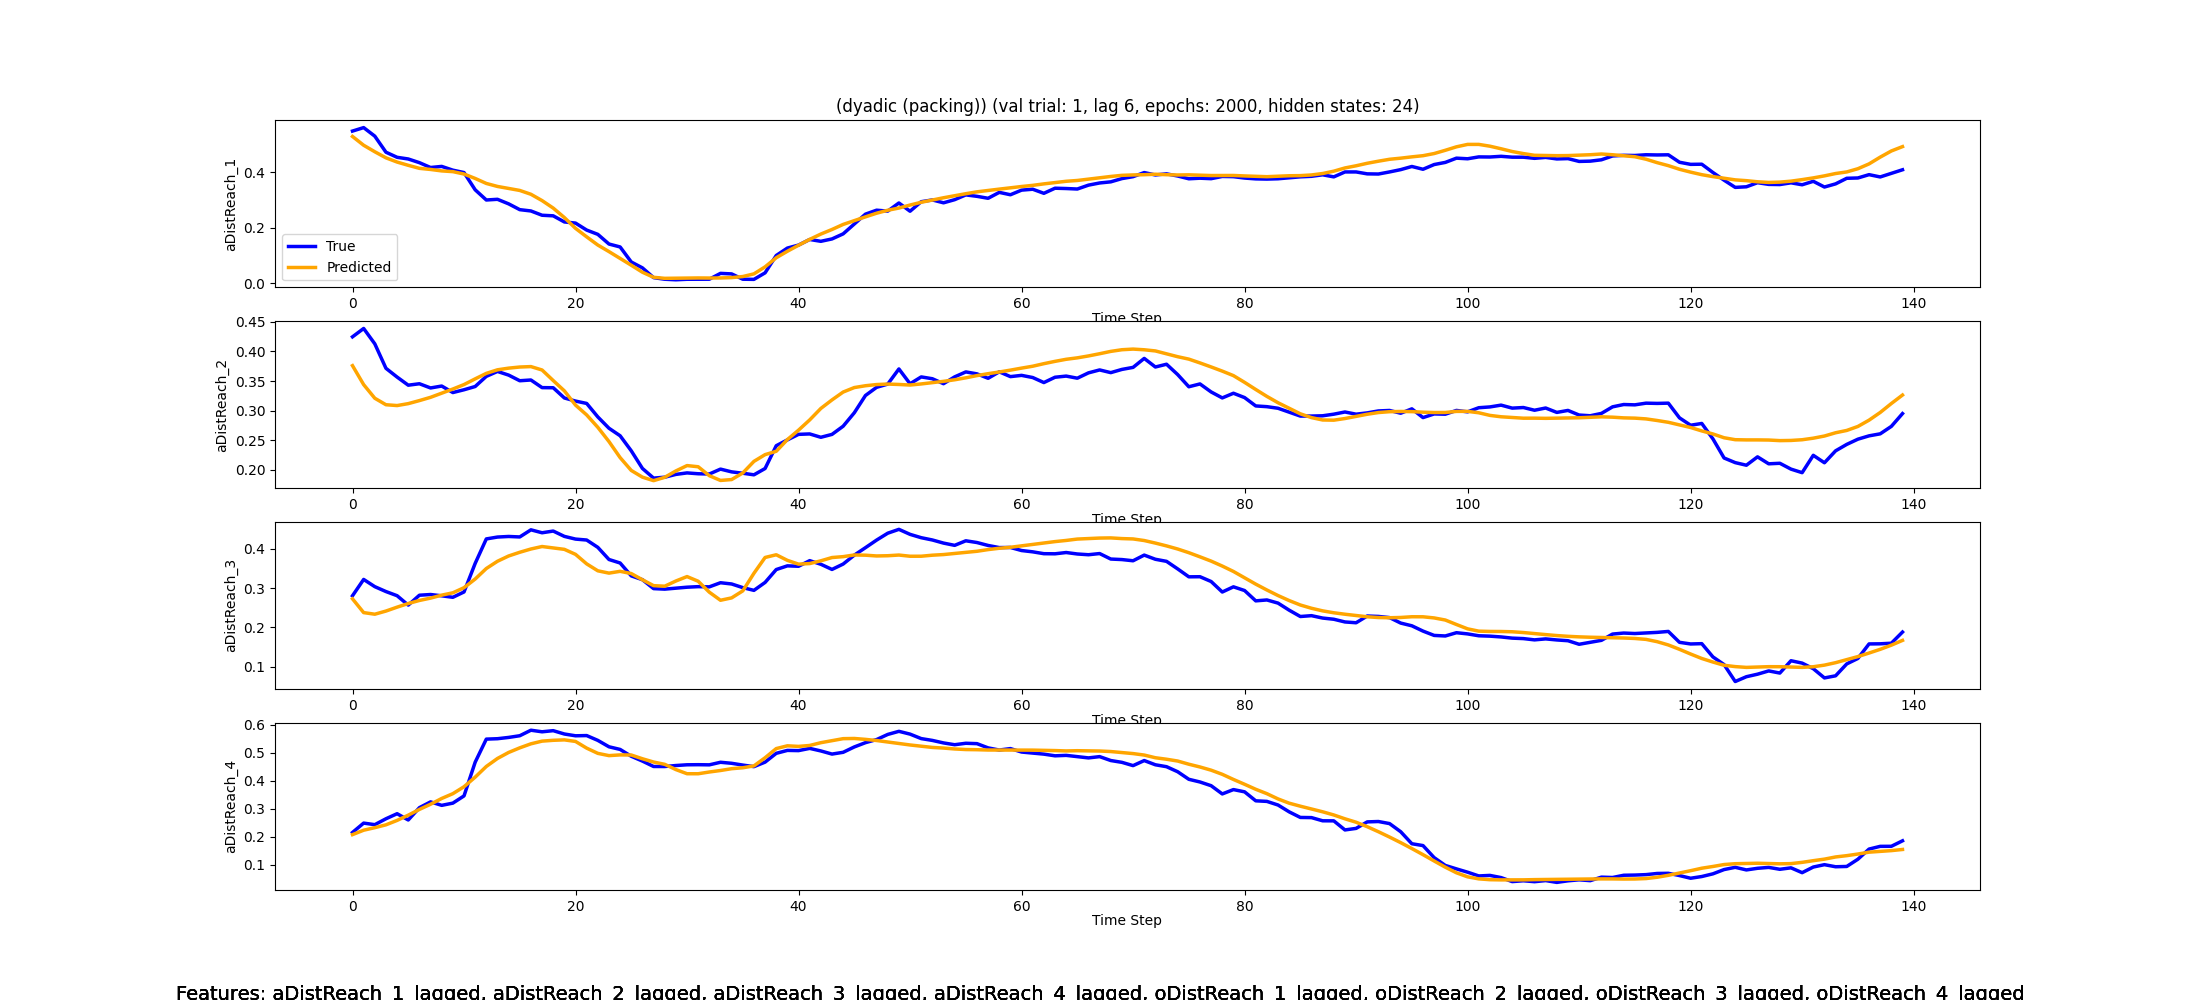 (dyadic (packing)) (val trial: 1, lag 6, epochs: 2000, hidden states: 24)
aDistReach_1
0.4
0.2
0.0
True
Predicted
0 20 40 60 80 100 120 140
Time Step
aDistReach_2
0.45
0.40
0.35
0.30
0.25
0.20
0 20 40 60 80 100 120 140
Time Step
aDistReach_3
0.4
0.3
0.2
0.1
0 20 40 60 80 100 120 140
Time Step
aDistReach_4
0.6
0.5
0.4
0.3
0.2
0.1
0 20 40 60 80 100 120 140
Time Step
Features: aDistReach_1_lagged, aDistReach_2_lagged, aDistReach_3_lagged, aDistReach_4_lagged, oDistReach_1_lagged, oDistReach_2_lagged, oDistReach_3_lagged, oDistReach_4_lagged